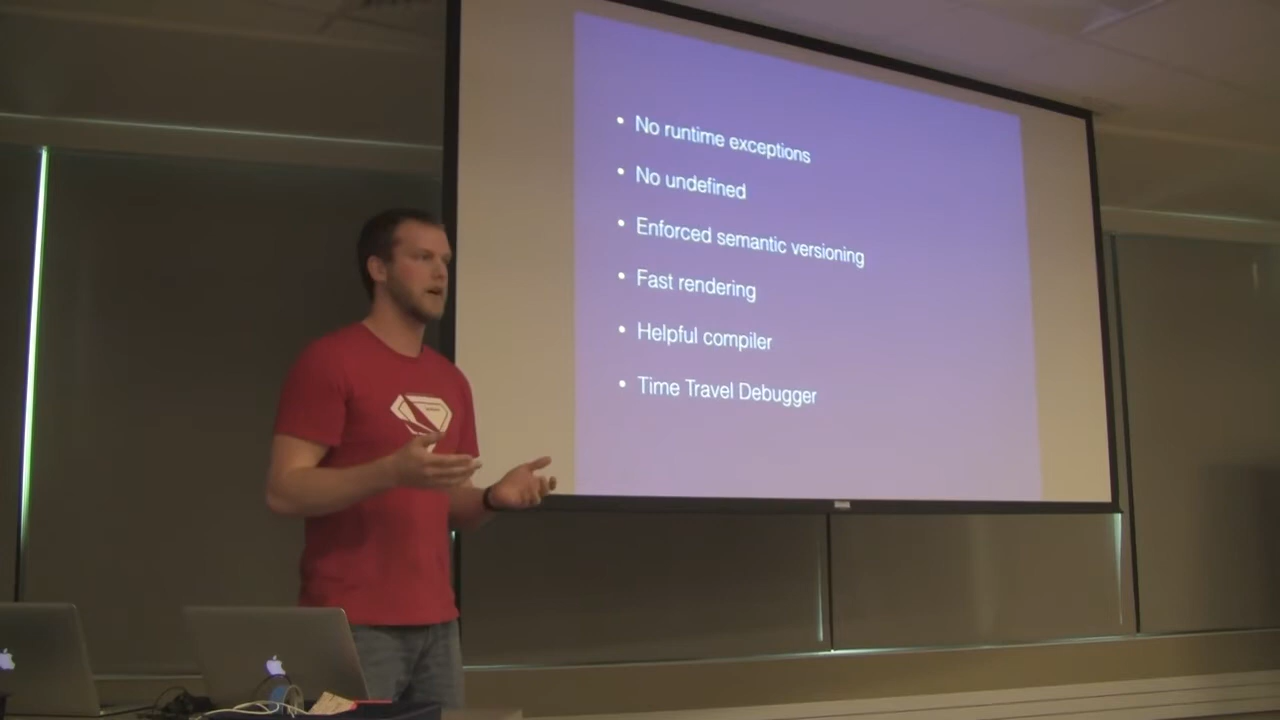 • No runtime exceptions
• No undefined
• Enforced semantic versioning
• Fast rendering
• Helpful compiler
• Time Travel Debugger